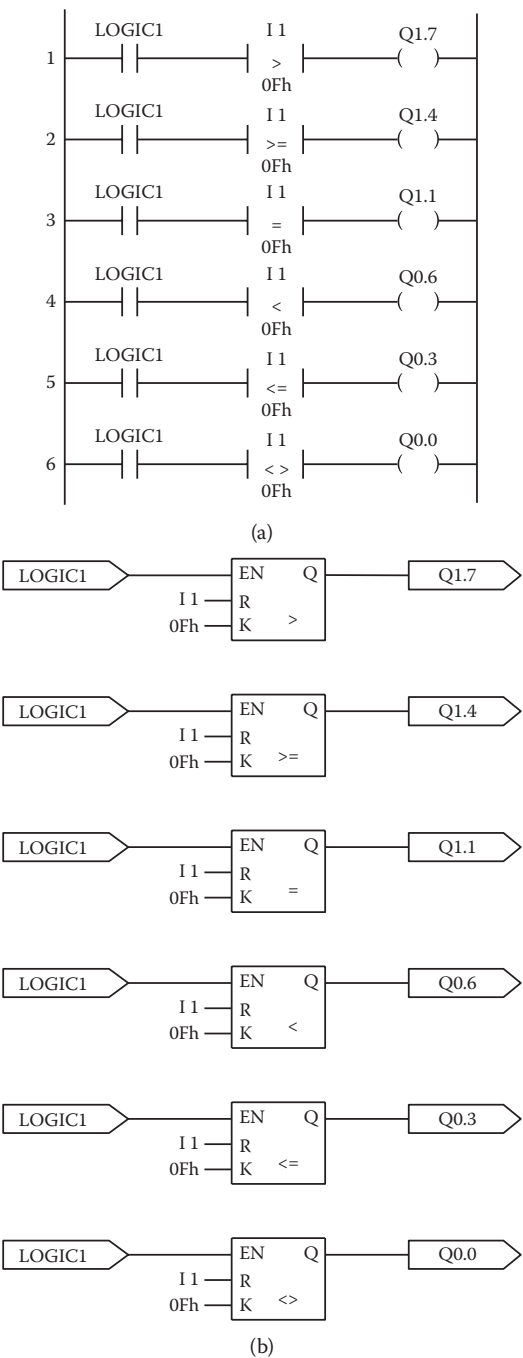 LOGIC1 I 1 Q1.7
1 > ( )
0Fh
LOGIC1 I 1 Q1.4
2 >= ( )
0Fh
LOGIC1 I 1 Q1.1
3 = ( )
0Fh
LOGIC1 I 1 Q0.6
4 < ( )
0Fh
LOGIC1 I 1 Q0.3
5 <= ( )
0Fh
LOGIC1 I 1 Q0.0
6 < > ( )
0Fh
(a)
LOGIC1 EN Q Q1.7
I 1 R
0Fh K >
LOGIC1 EN Q Q1.4
I 1 R
0Fh K >=
LOGIC1 EN Q Q1.1
I 1 R
0Fh K =
LOGIC1 EN Q Q0.6
I 1 R
0Fh K <
LOGIC1 EN Q Q0.3
I 1 R
0Fh K <=
LOGIC1 EN Q Q0.0
I 1 R
0Fh K <>
(b)